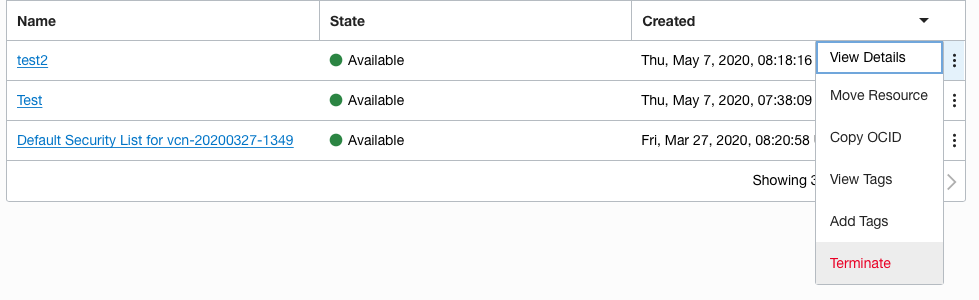 Name State Created
test2 Available Thu, May 7, 2020, 08:18:16
View Details
Test Available Thu, May 7, 2020, 07:38:09
Move Resource
Default Security List for vcn-20200327-1349 Available Fri, Mar 27, 2020, 08:20:58
Copy OCID
Showing
View Tags
Add Tags
Terminate